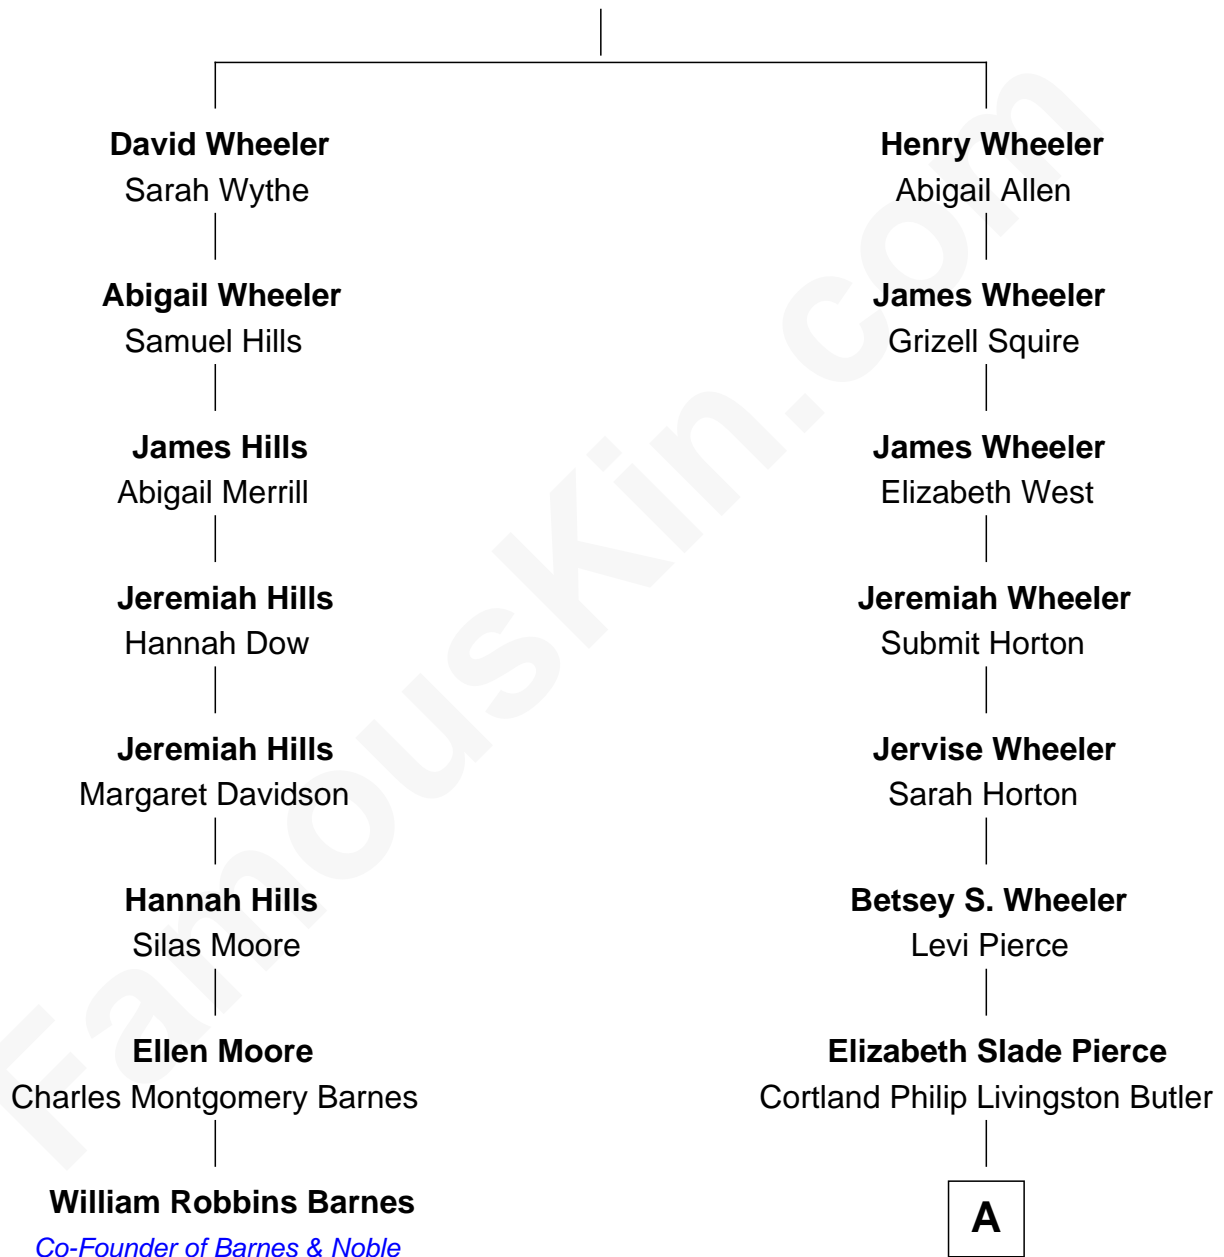 David Wheeler
Sarah Wythe
Abigail Wheeler
Samuel Hills
James Hills
Abigail Merrill
Jeremiah Hills
Hannah Dow
Jeremiah Hills
Margaret Davidson
Hannah Hills
Silas Moore
Ellen Moore
Charles Montgomery Barnes
William Robbins Barnes
Co-Founder of Barnes & Noble
Henry Wheeler
Abigail Allen
James Wheeler
Grizell Squire
James Wheeler
Elizabeth West
Jeremiah Wheeler
Submit Horton
Jervise Wheeler
Sarah Horton
Betsey S. Wheeler
Levi Pierce
Elizabeth Slade Pierce
Cortland Philip Livingston Butler
A
FamousKin.com